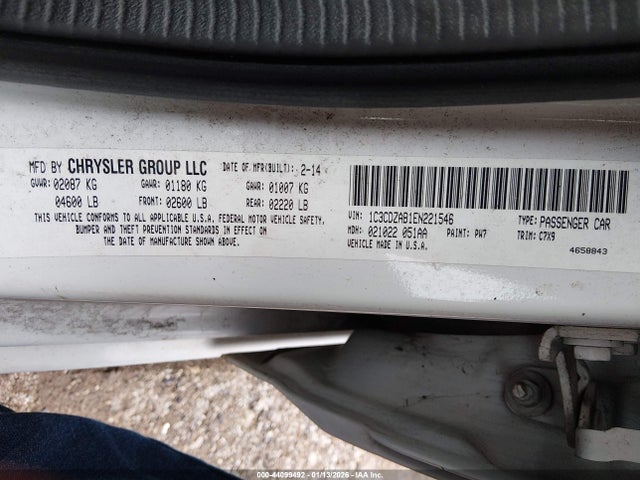 MFD BY CHRYSLER GROUP LLC DATE OF MFR(BUILT): 2-14
GVWR: 02087 KG GAWR: 01180 KG GAWR: 01007 KG
04600 LB FRONT: 02600 LB REAR: 02220 LB
THIS VEHICLE CONFORMS TO ALL APPLICABLE U.S.A. FEDERAL MOTOR VEHICLE SAFETY,
BUMPER AND THEFT PREVENTION STANDARDS IN EFFECT ON
THE DATE OF MANUFACTURE SHOWN ABOVE.
VIN: 1C3CDZAB1EN221546 TYPE: PASSENGER CAR
MDH: 021022 051AA PAINT: PW7 TRIM: C7X9
VEHICLE MADE IN U.S.A. 4658843
000-44099492 - 01/13/2026 - IAA Inc.